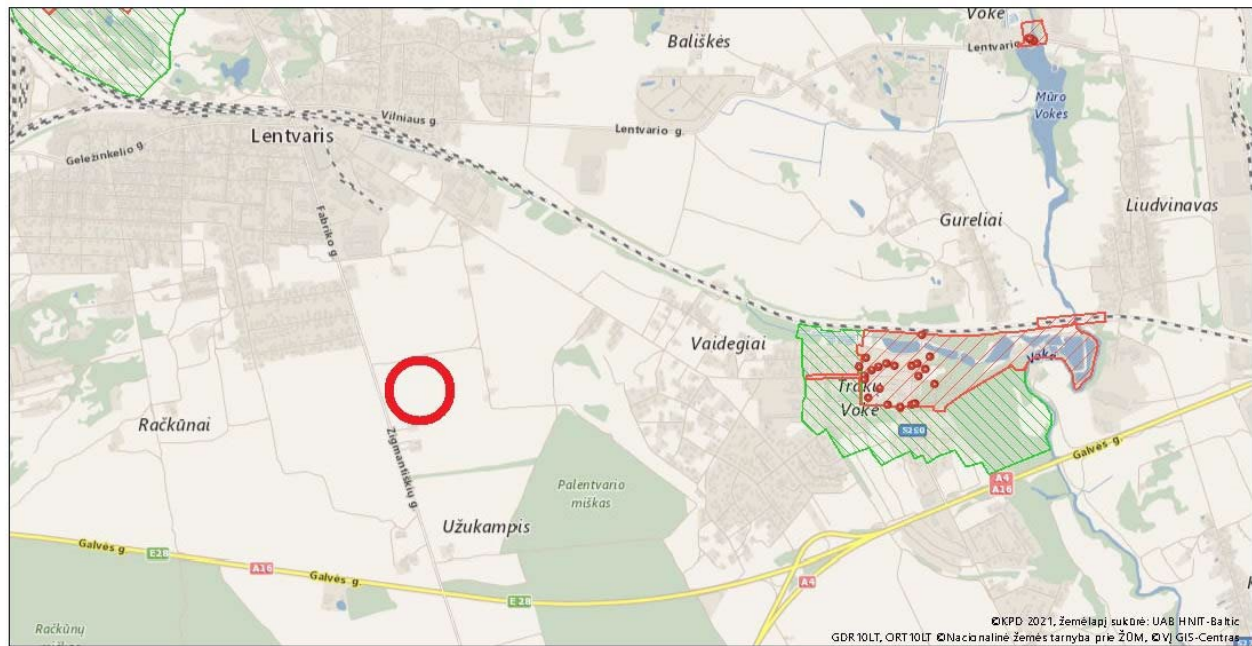 Vokė
Bališkės
Lentvario
Mūro
Vokės
Vilniaus g.
Lentvario g.
Lentvaris
Geležinkelio g.
Liudvinavas
Gureliai
Fabriko g.
Vaidegiai
Vokė
Trakų
Vokė
Račkūnai
Žigmantiškių g.
5260
Galvės g.
A4
A16
Palentvario
miškas
Užukampis
Galvės g.
E28
A16
Galvės g.
A4
E 28
Račkūnų
©KPD 2021, žemėlapį sukūrė: UAB HNIT-Baltic
GDR10LT, ORT10LT ©Nacionalinė žemės tarnyba prie ŽŪM, ©VĮ GIS-Centras